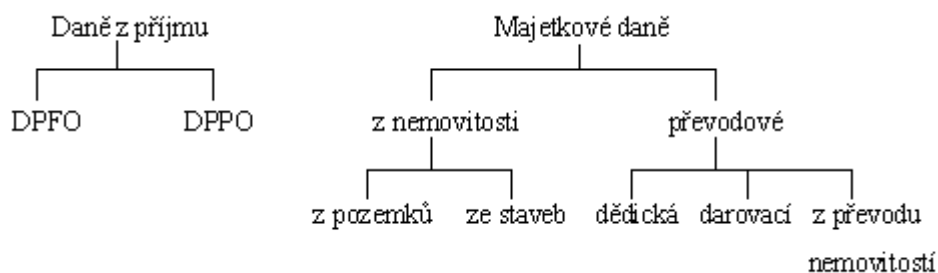 Daně z příjmu Majetkové daně
DPFO DPPO z nemovitosti převodové
z pozemků ze staveb dědická darovací z převodu
nemovitostí